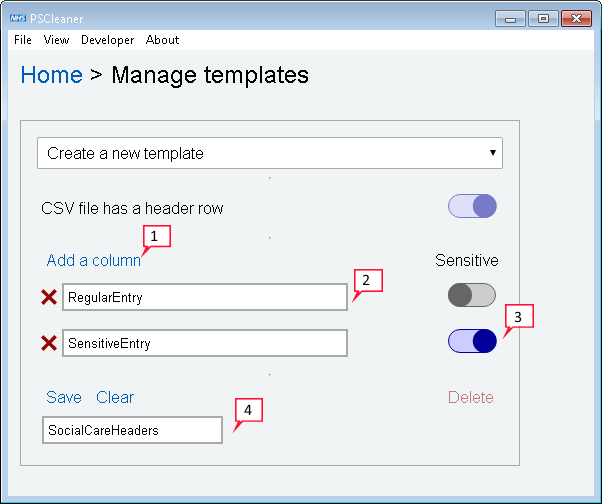 NHS PSCleaner
File View Developer About
Home > Manage templates
Create a new template
CSV file has a header row
1
Add a column Sensitive
2
RegularEntry
3
SensitiveEntry
Save Clear Delete
4
SocialCareHeaders